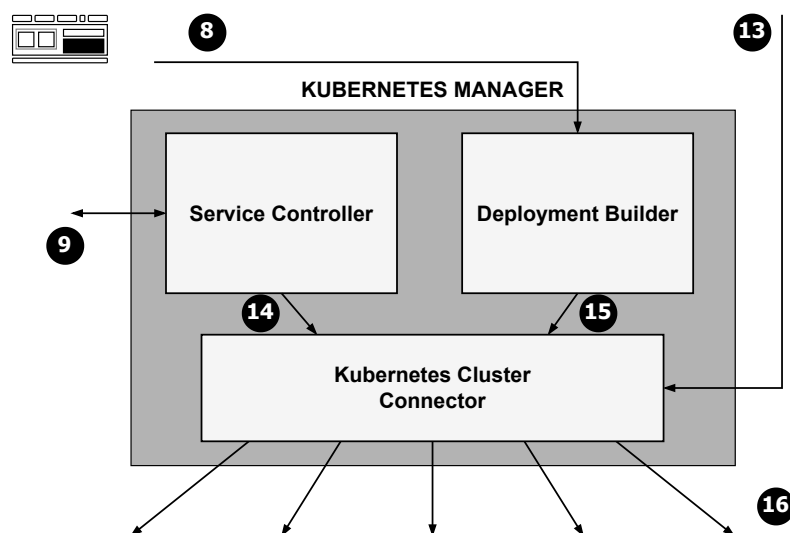 8
13
KUBERNETES MANAGER
Service Controller
Deployment Builder
9
14
15
Kubernetes Cluster
Connector
16